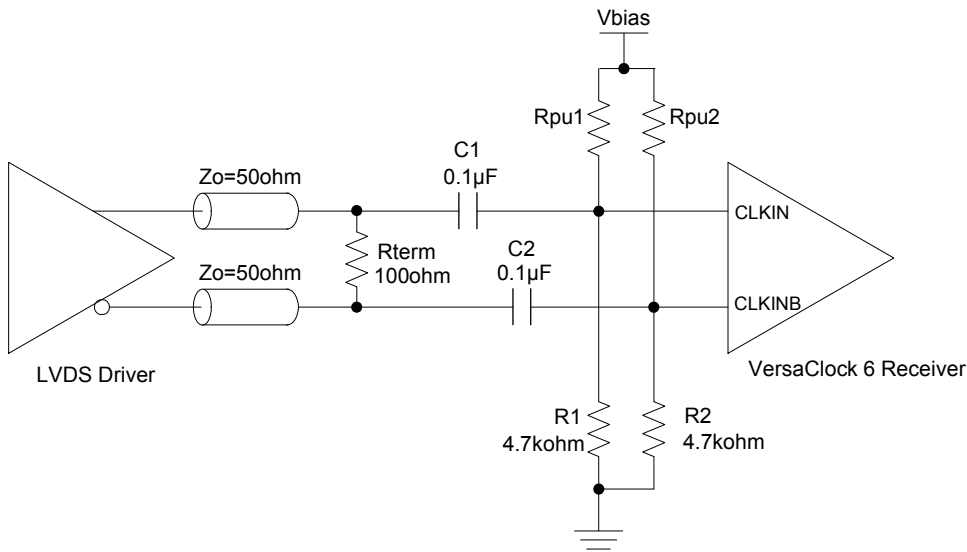 Vbias
Rpu1
Rpu2
C1
0.1µF
Zo=50ohm
CLKIN
Rterm
100ohm
C2
0.1µF
Zo=50ohm
CLKINB
LVDS Driver
VersaClock 6 Receiver
R1
4.7kohm
R2
4.7kohm